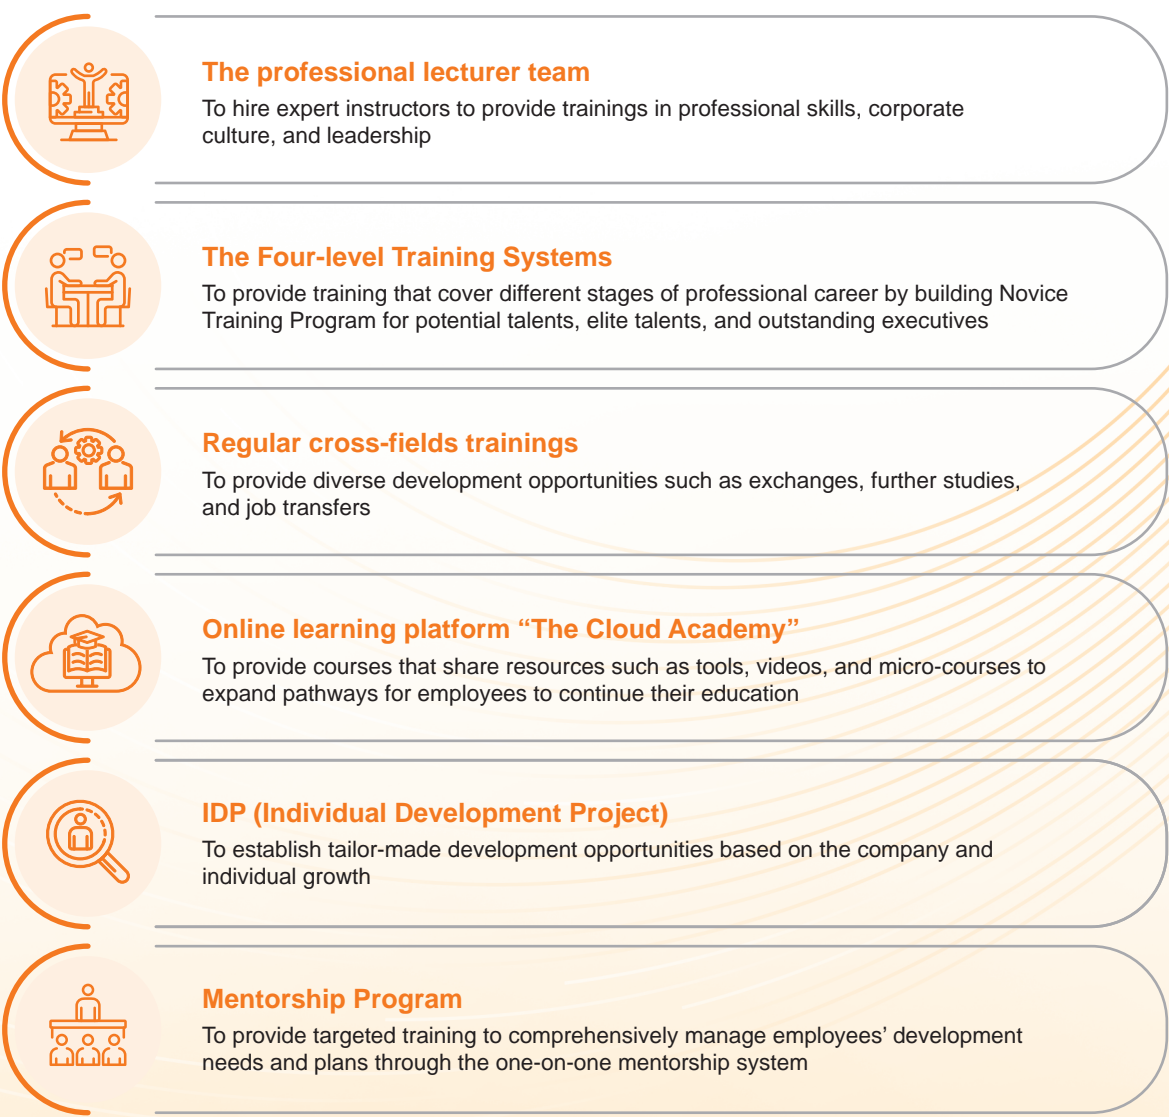 The professional lecturer team
To hire expert instructors to provide trainings in professional skills, corporate
culture, and leadership
The Four-level Training Systems
To provide training that cover different stages of professional career by building Novice
Training Program for potential talents, elite talents, and outstanding executives
Regular cross-fields trainings
To provide diverse development opportunities such as exchanges, further studies,
and job transfers
Online learning platform “The Cloud Academy”
To provide courses that share resources such as tools, videos, and micro-courses to
expand pathways for employees to continue their education
IDP (Individual Development Project)
To establish tailor-made development opportunities based on the company and
individual growth
Mentorship Program
To provide targeted training to comprehensively manage employees’ development
needs and plans through the one-on-one mentorship system